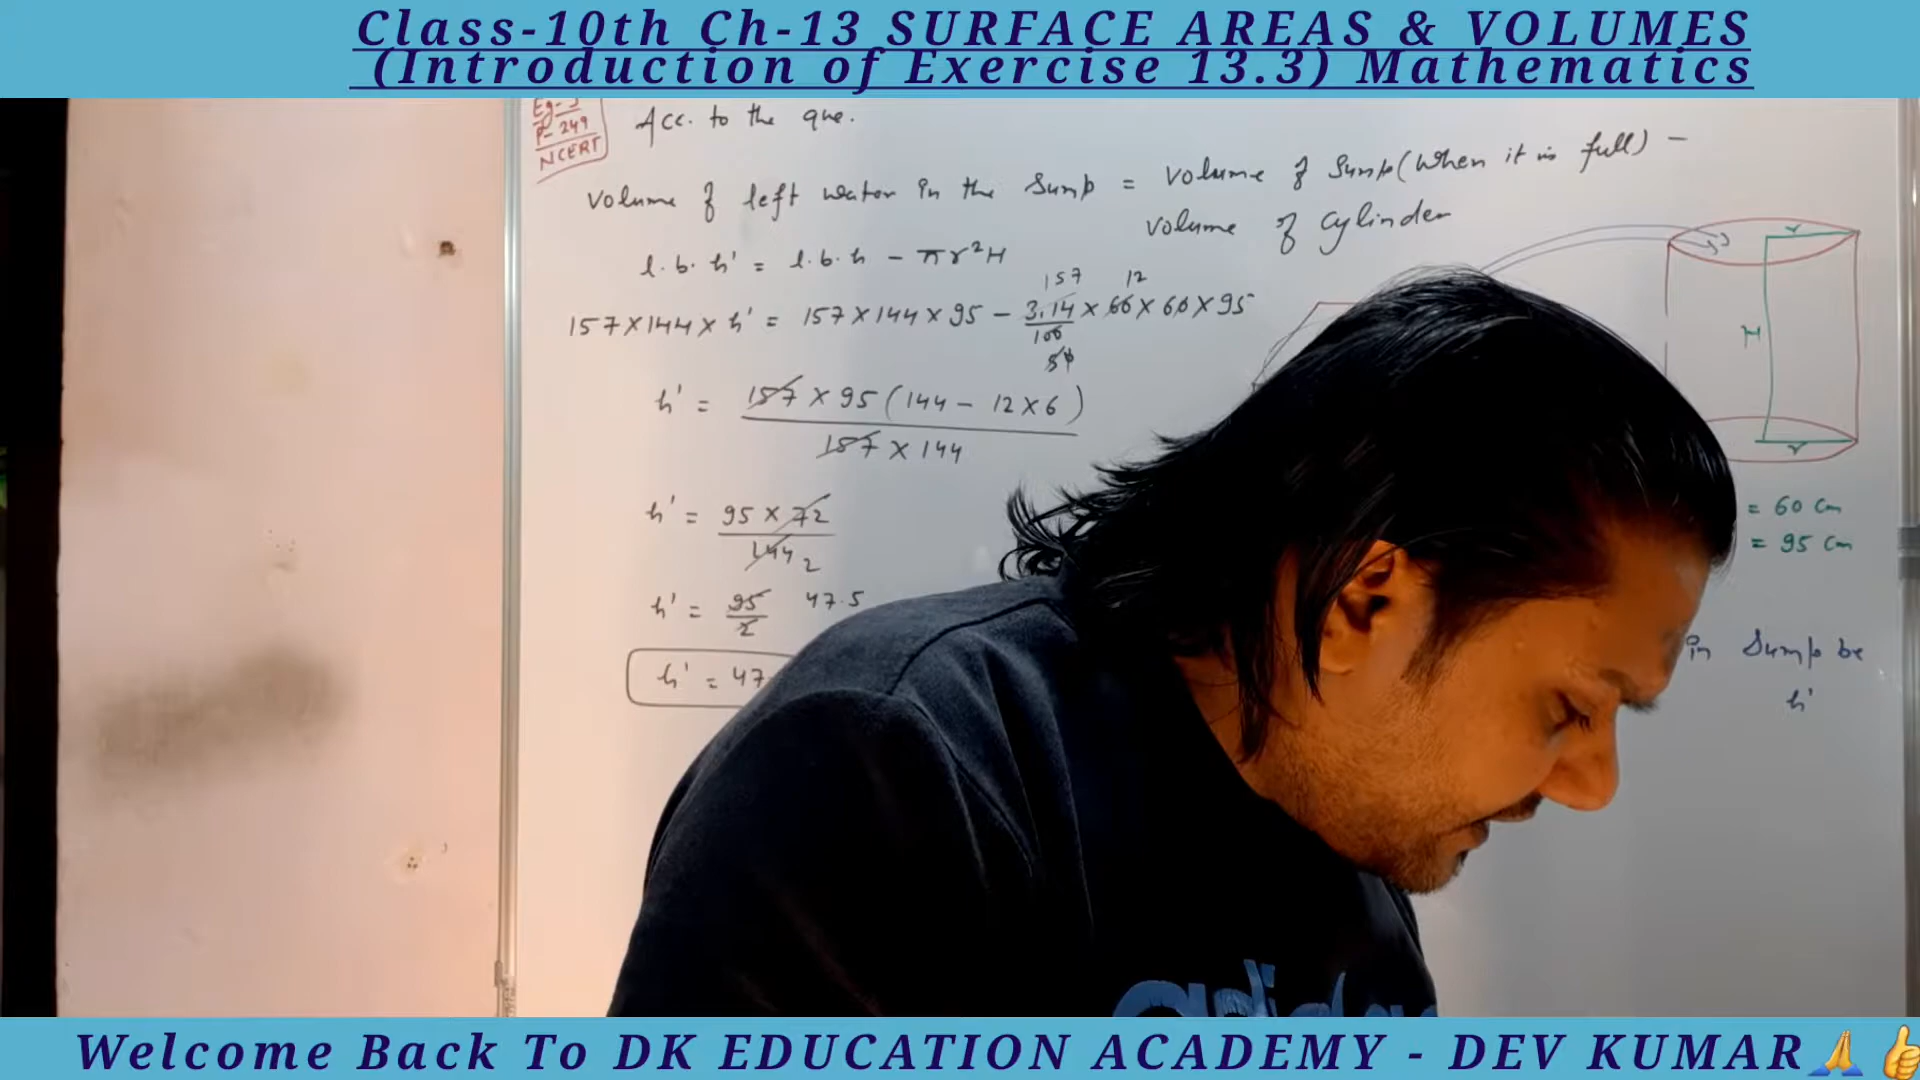 Class-10th Ch-13 SURFACE AREAS & VOLUMES
(Introduction of Exercise 13.3) Mathematics
P-249
NCERT
Acc. to the que.
Volume of left water in the Sump = Volume of Sump (When it is full) -
Volume of cylinder
l.b.h' = l.b.h - πr²H
157 12
157×144×h' = 157×144×95 - 3.14×60×60×95
100
h' = 157×95(144 - 12×6)
157×144
h' = 95×72
144 2
h' = 95 47.5
2
h' = 47
r
H
r
= 60 cm
= 95 cm
in Sump be
h'
adidas
Welcome Back To DK EDUCATION ACADEMY - DEV KUMAR🙏👍